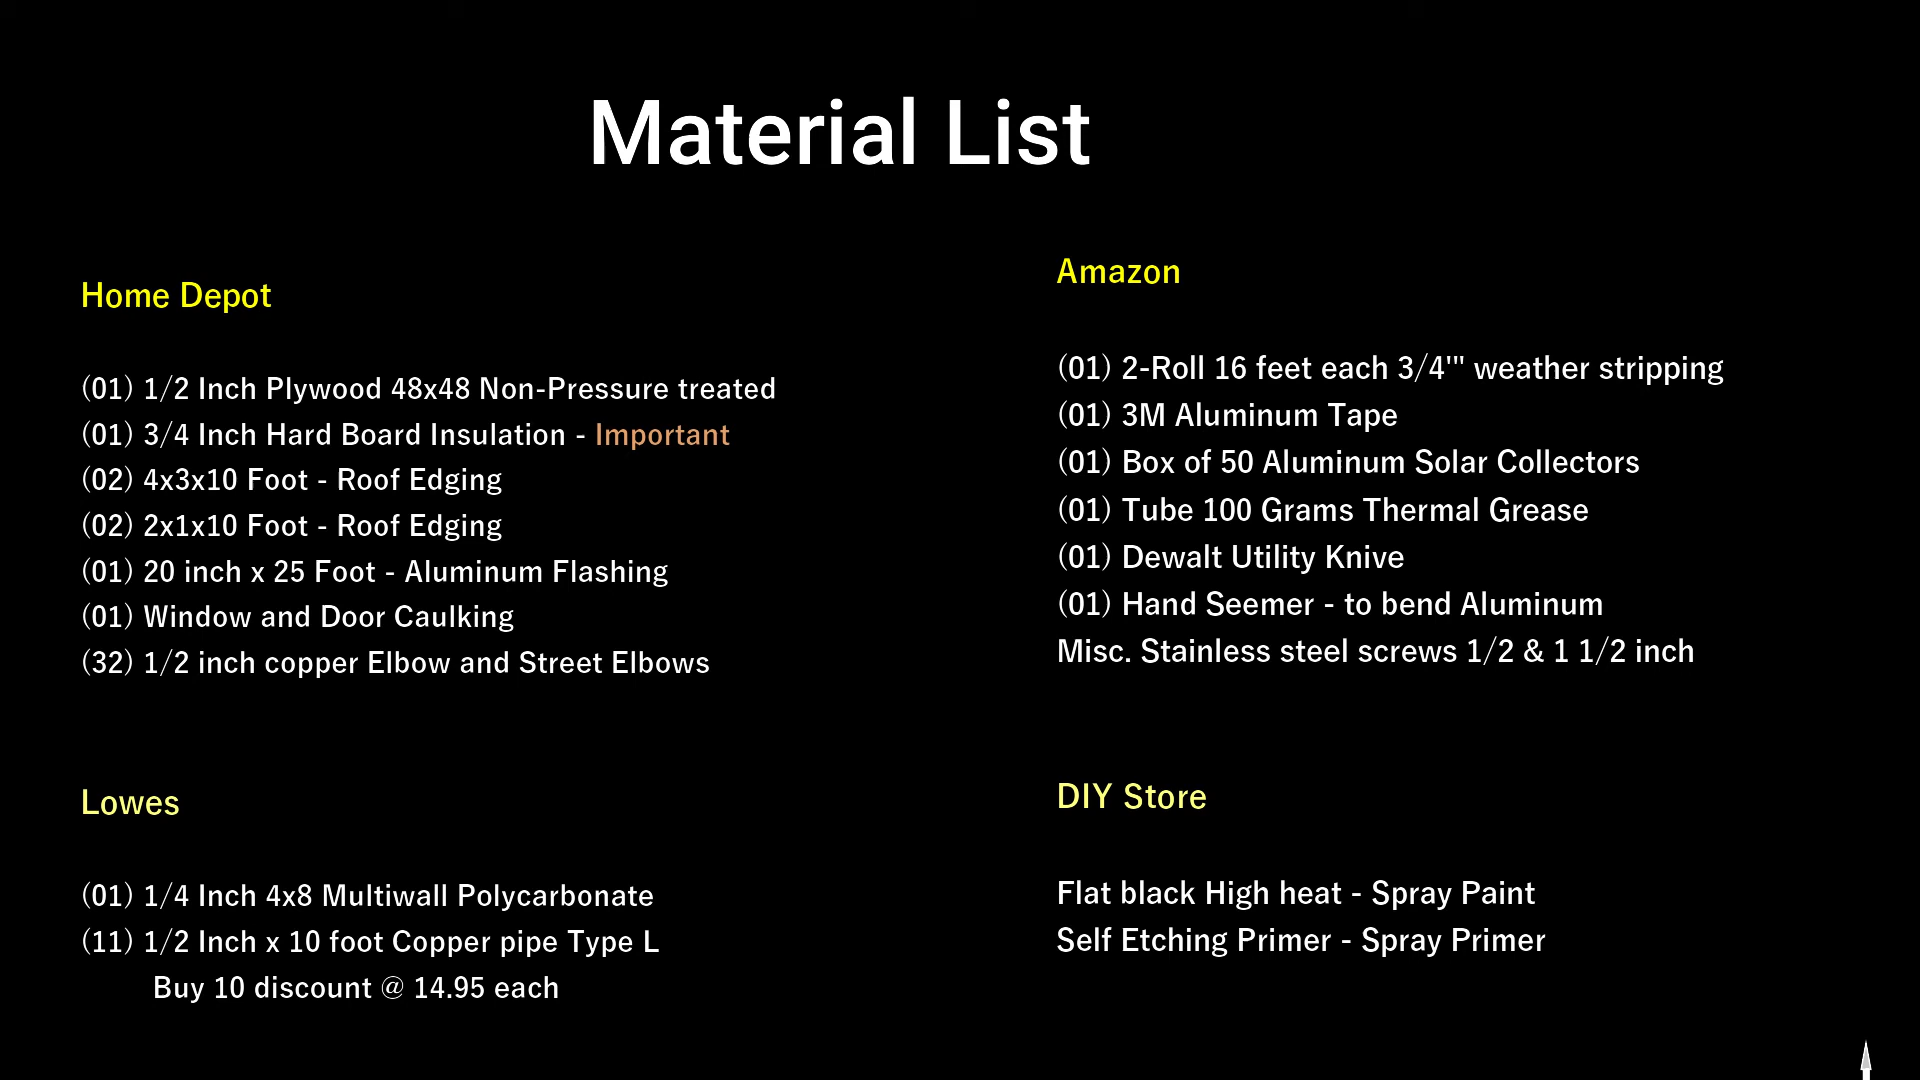 Material List
Home Depot
(01) 1/2 Inch Plywood 48x48 Non-Pressure treated
(01) 3/4 Inch Hard Board Insulation - Important
(02) 4x3x10 Foot - Roof Edging
(02) 2x1x10 Foot - Roof Edging
(01) 20 inch x 25 Foot - Aluminum Flashing
(01) Window and Door Caulking
(32) 1/2 inch copper Elbow and Street Elbows
Lowes
(01) 1/4 Inch 4x8 Multiwall Polycarbonate
(11) 1/2 Inch x 10 foot Copper pipe Type L
Buy 10 discount @ 14.95 each
Amazon
(01) 2-Roll 16 feet each 3/4''' weather stripping
(01) 3M Aluminum Tape
(01) Box of 50 Aluminum Solar Collectors
(01) Tube 100 Grams Thermal Grease
(01) Dewalt Utility Knive
(01) Hand Seemer - to bend Aluminum
Misc. Stainless steel screws 1/2 & 1 1/2 inch
DIY Store
Flat black High heat - Spray Paint
Self Etching Primer - Spray Primer